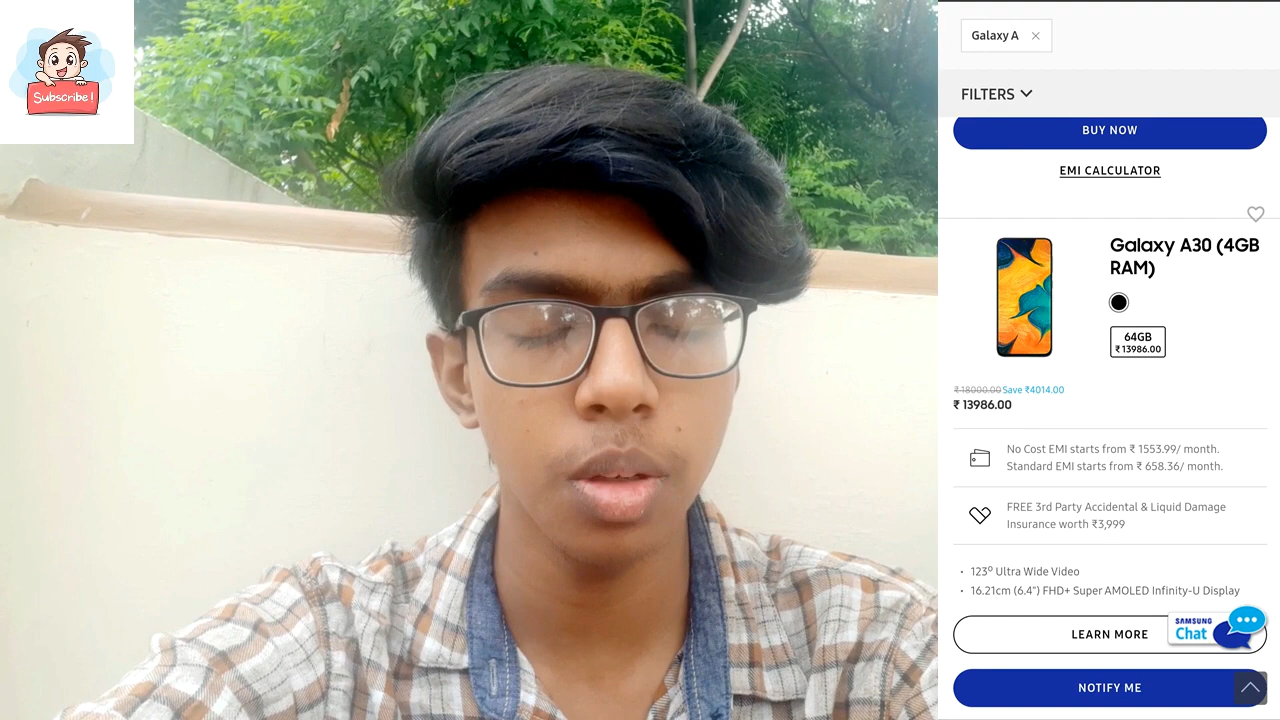 Subscribe !
Galaxy A
FILTERS
BUY NOW
EMI CALCULATOR
Galaxy A30 (4GB
RAM)
64GB
₹ 13986.00
₹ 18000.00 Save ₹4014.00
₹ 13986.00
No Cost EMI starts from ₹ 1553.99/ month.
Standard EMI starts from ₹ 658.36/ month.
FREE 3rd Party Accidental & Liquid Damage
Insurance worth ₹3,999
• 123º Ultra Wide Video
• 16.21cm (6.4") FHD+ Super AMOLED Infinity-U Display
LEARN MORE
SAMSUNG
Chat
NOTIFY ME